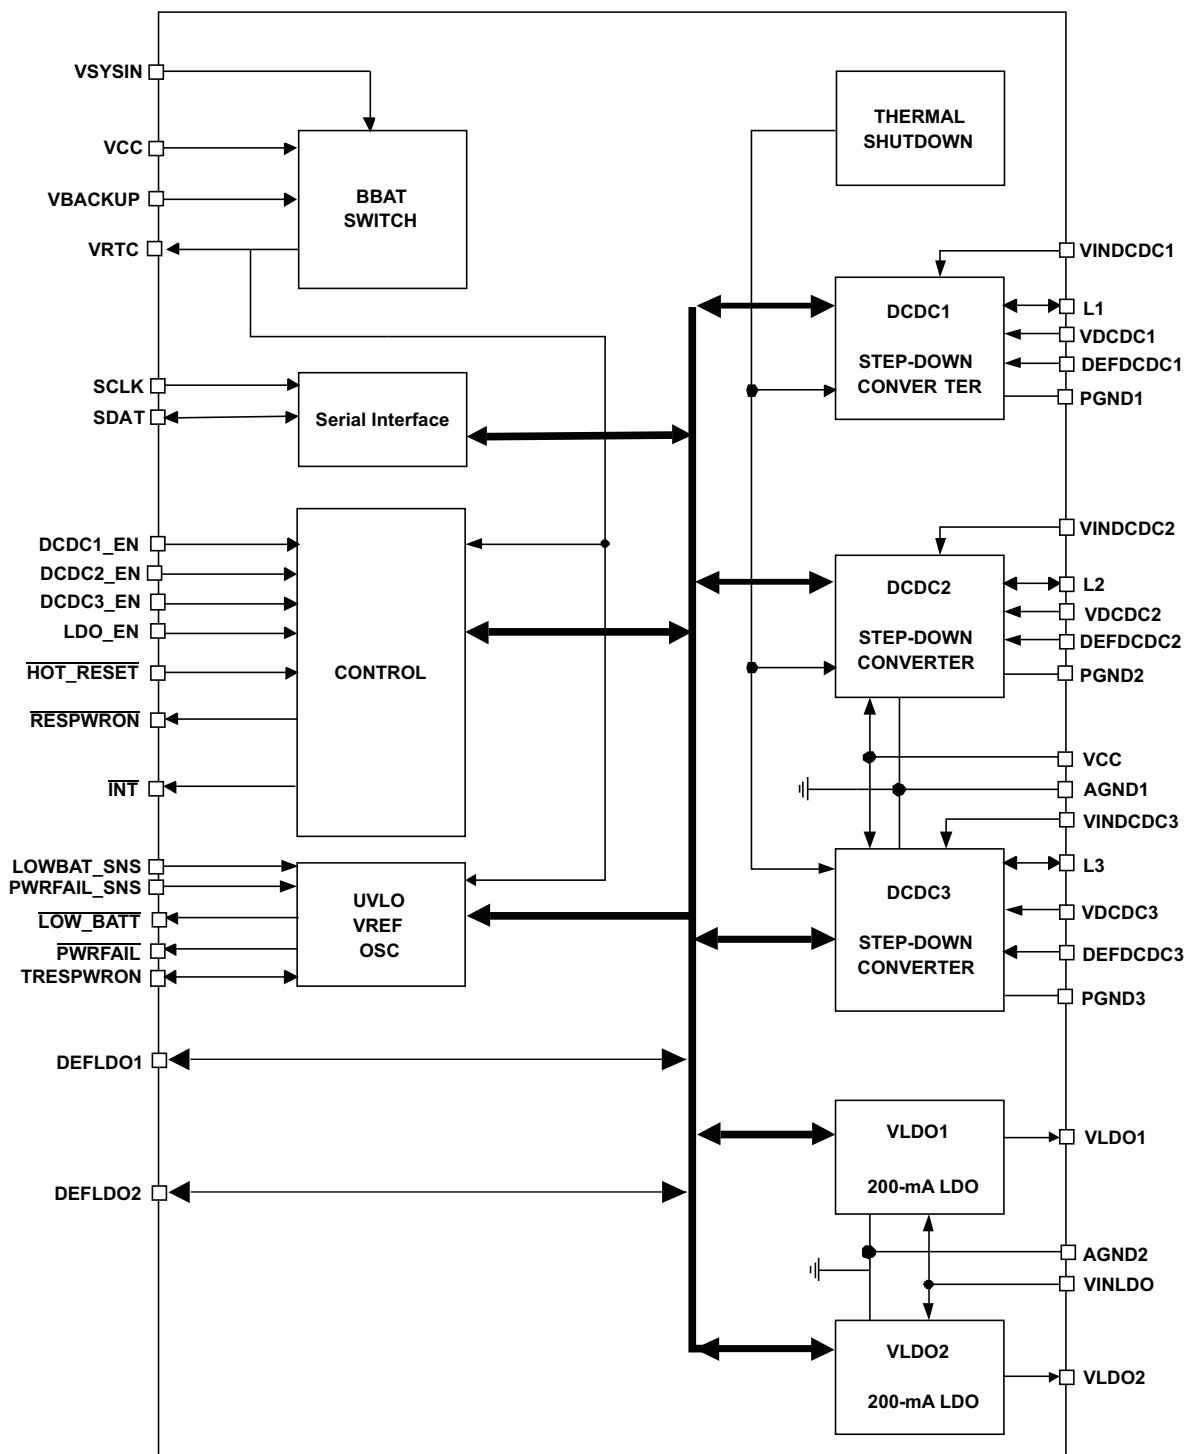 VSYSIN
VCC
VBACKUP
VRTC
BBAT
SWITCH
THERMAL
SHUTDOWN
SCLK
SDAT
Serial Interface
DCDC1_EN
DCDC2_EN
DCDC3_EN
LDO_EN
HOT_RESET
RESPWRON
INT
CONTROL
LOWBAT_SNS
PWRFAIL_SNS
LOW_BATT
PWRFAIL
TRESPWRON
UVLO
VREF
OSC
DEFLDO1
DEFLDO2
DCDC1
STEP-DOWN
CONVER TER
VINDCDC1
L1
VDCDC1
DEFDCDC1
PGND1
DCDC2
STEP-DOWN
CONVERTER
VINDCDC2
L2
VDCDC2
DEFDCDC2
PGND2
VCC
AGND1
VINDCDC3
DCDC3
STEP-DOWN
CONVERTER
L3
VDCDC3
DEFDCDC3
PGND3
VLDO1
200-mA LDO
VLDO1
AGND2
VINLDO
VLDO2
200-mA LDO
VLDO2